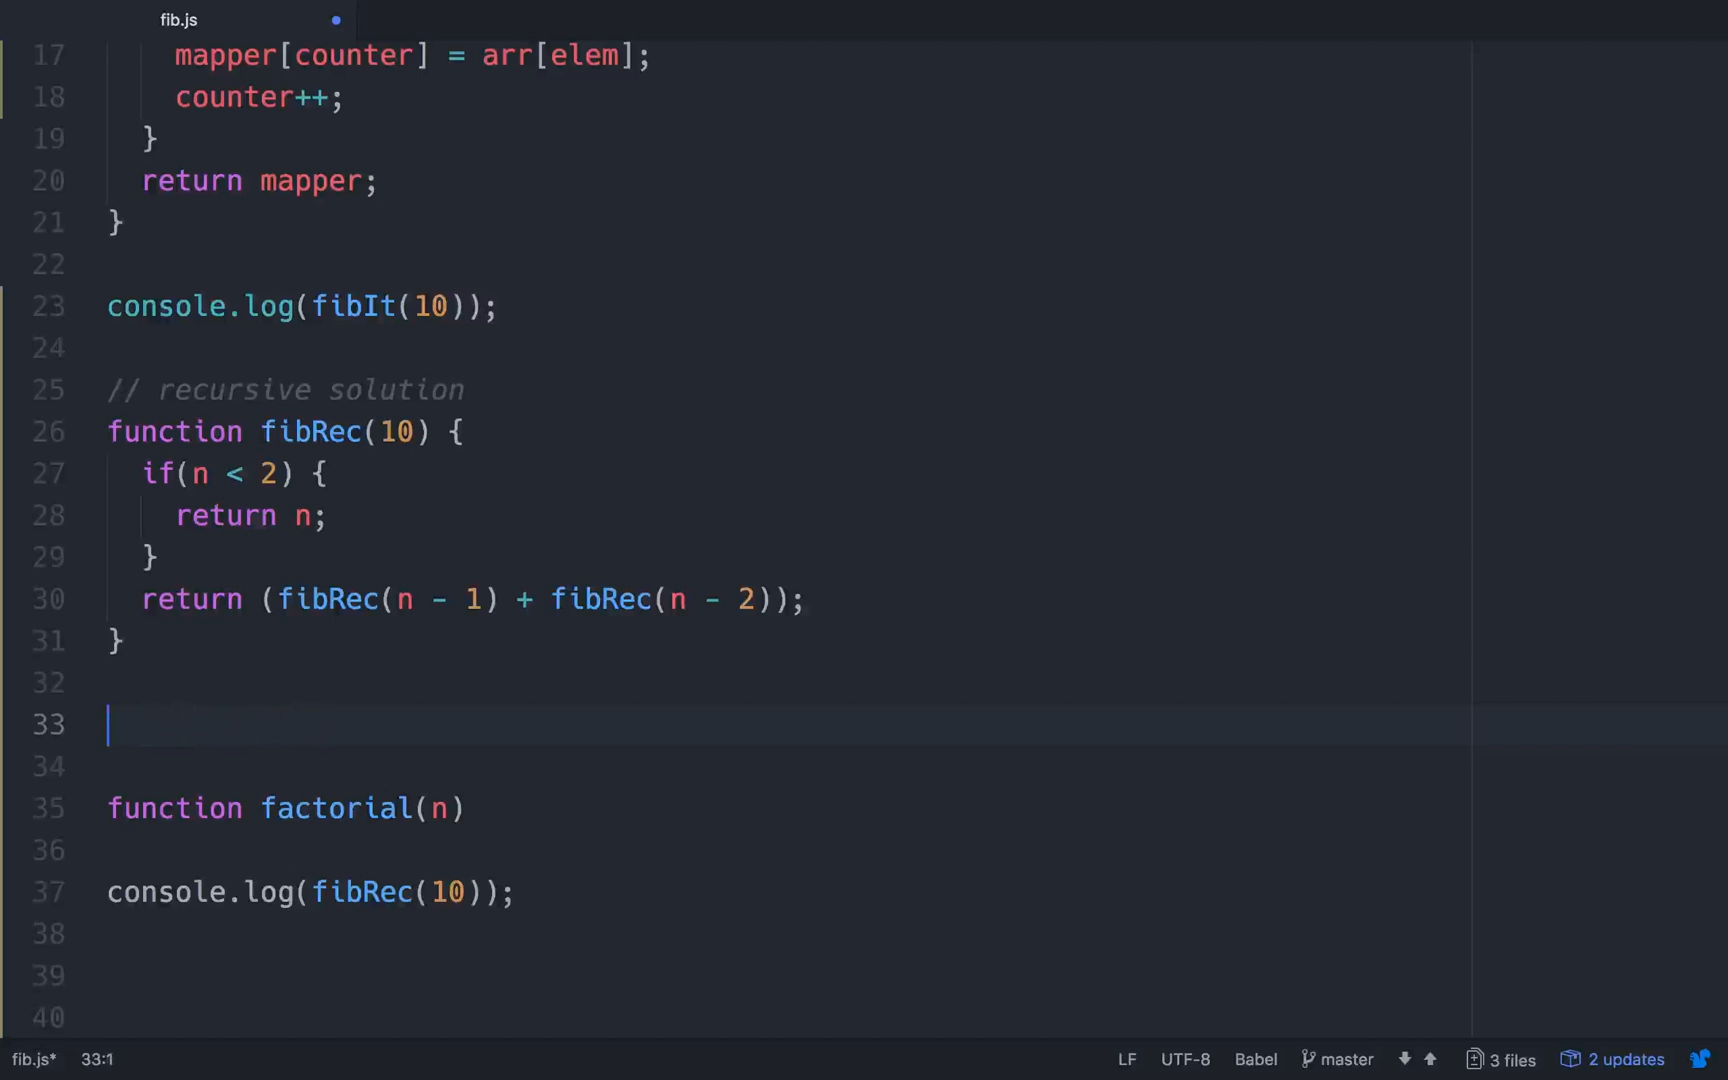 fib.js
17 mapper[counter] = arr[elem];
18 counter++;
19 }
20 return mapper;
21 }
22
23 console.log(fibIt(10));
24
25 // recursive solution
26 function fibRec(10) {
27 if(n < 2) {
28 return n;
29 }
30 return (fibRec(n - 1) + fibRec(n - 2));
31 }
32
33
34
35 function factorial(n)
36
37 console.log(fibRec(10));
38
39
40
fib.js* 33:1 LF UTF-8 Babel master 3 files 2 updates